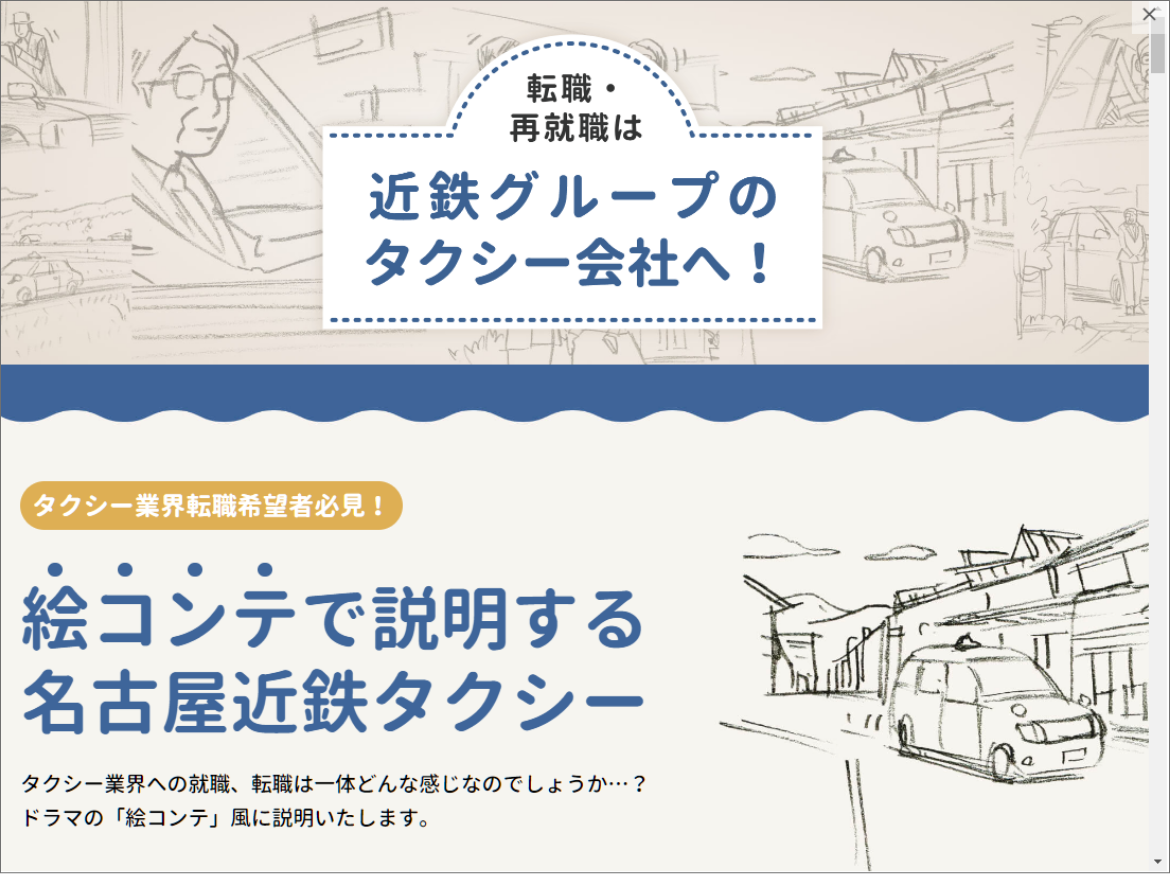 転職・
再就職は
近鉄グループの
タクシー会社へ！
タクシー業界転職希望者必見！
絵コンテで説明する
名古屋近鉄タクシー
タクシー業界への就職、転職は一体どんな感じなのでしょうか…？
ドラマの「絵コンテ」風に説明いたします。